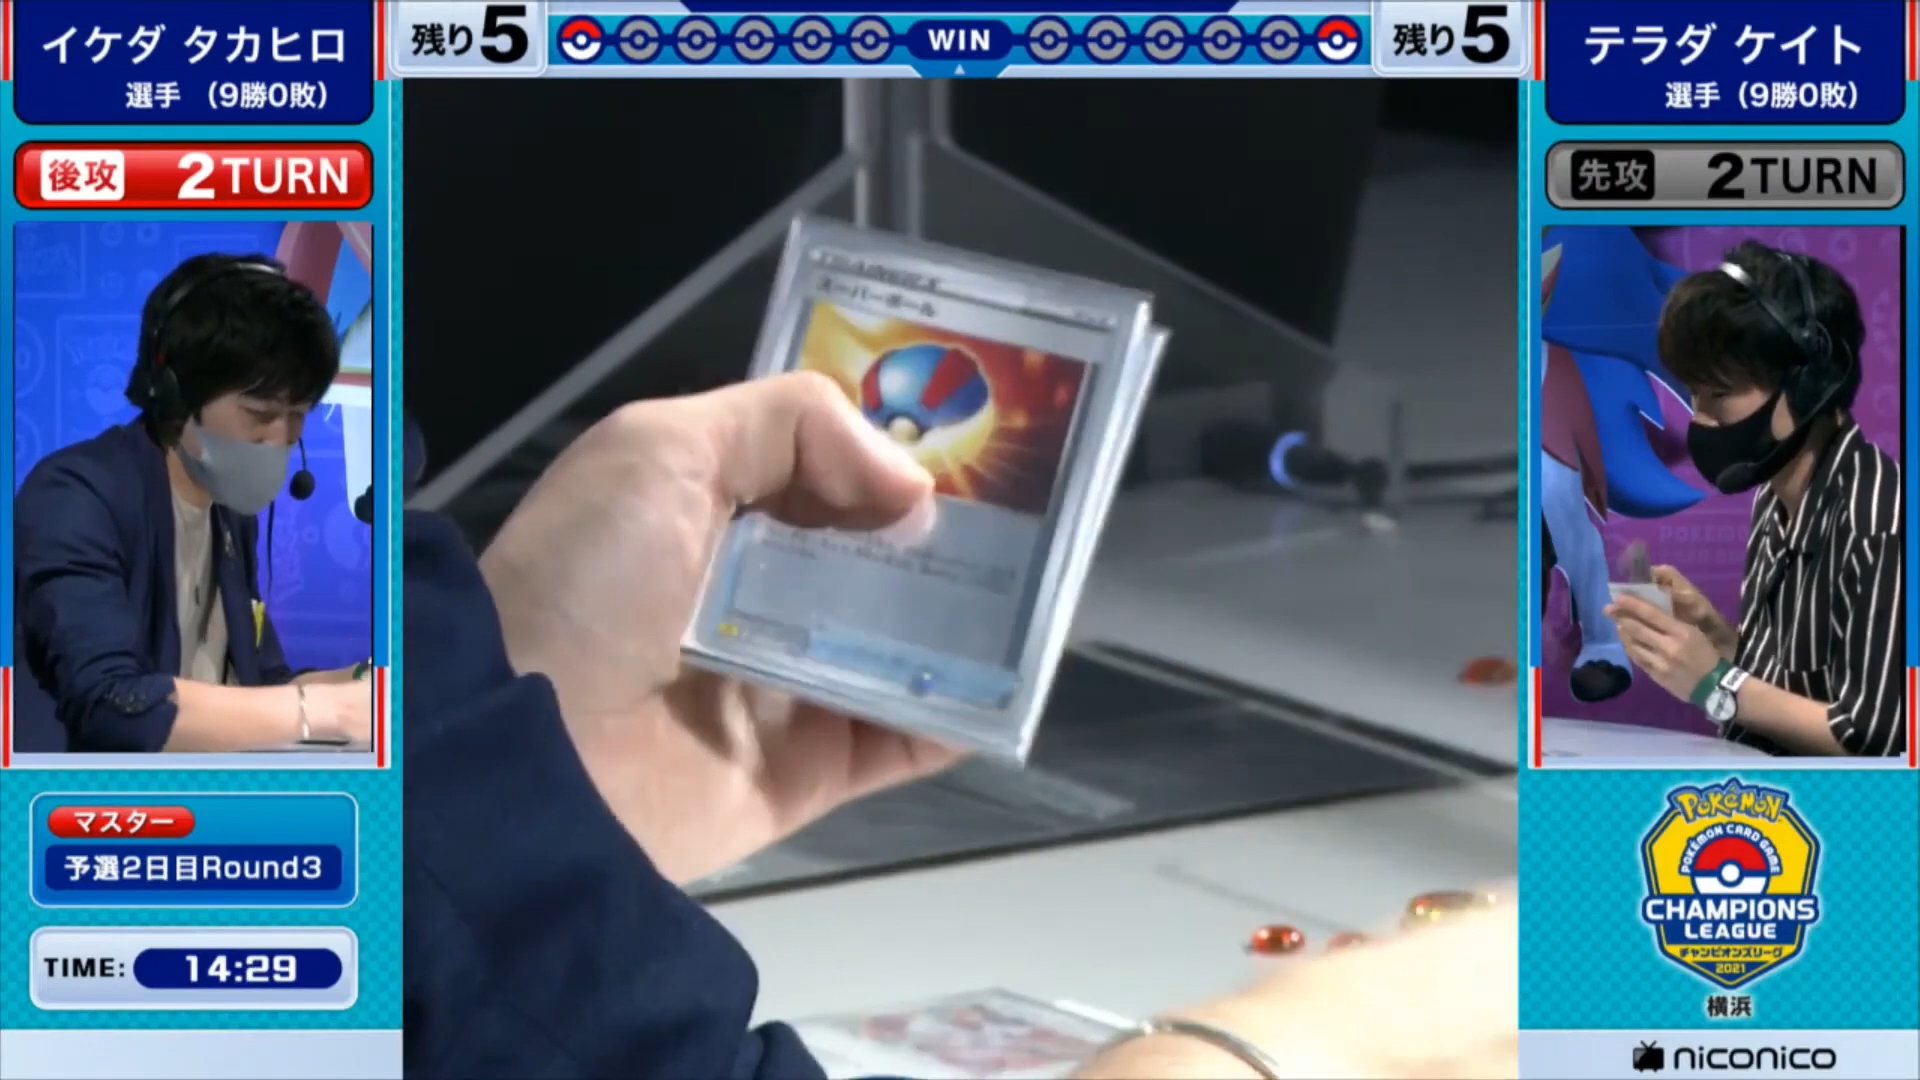 イケダ タカヒロ
選手 (9勝0敗)
後攻 2TURN
残り5
WIN
残り5
テラダ ケイト
選手 (9勝0敗)
先攻 2TURN
スーパーボール
マスター
予選2日目Round3
TIME: 14:29
POKÉMON
POKÉMON CARD GAME
CHAMPIONS
LEAGUE
チャンピオンズリーグ
2021
横浜
niconico